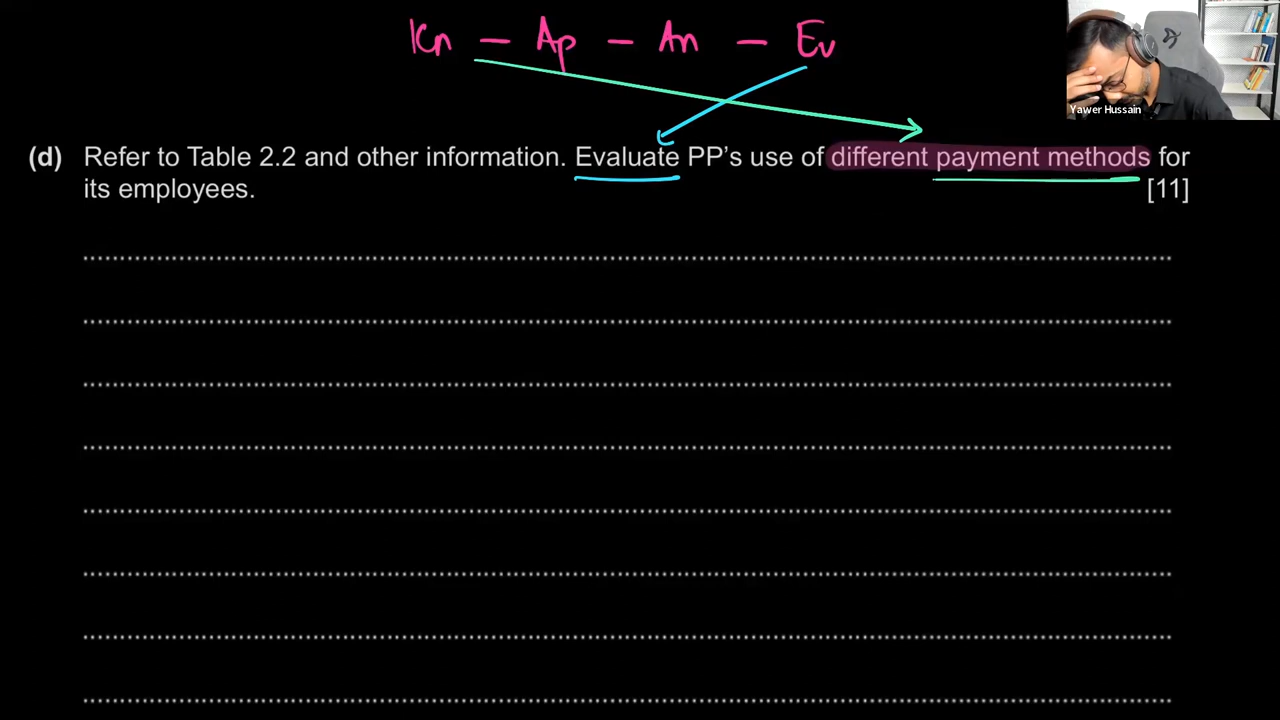 Kn – Ap – An – Ev
Yawer Hussain
(d) Refer to Table 2.2 and other information. Evaluate PP's use of different payment methods for
its employees. [11]